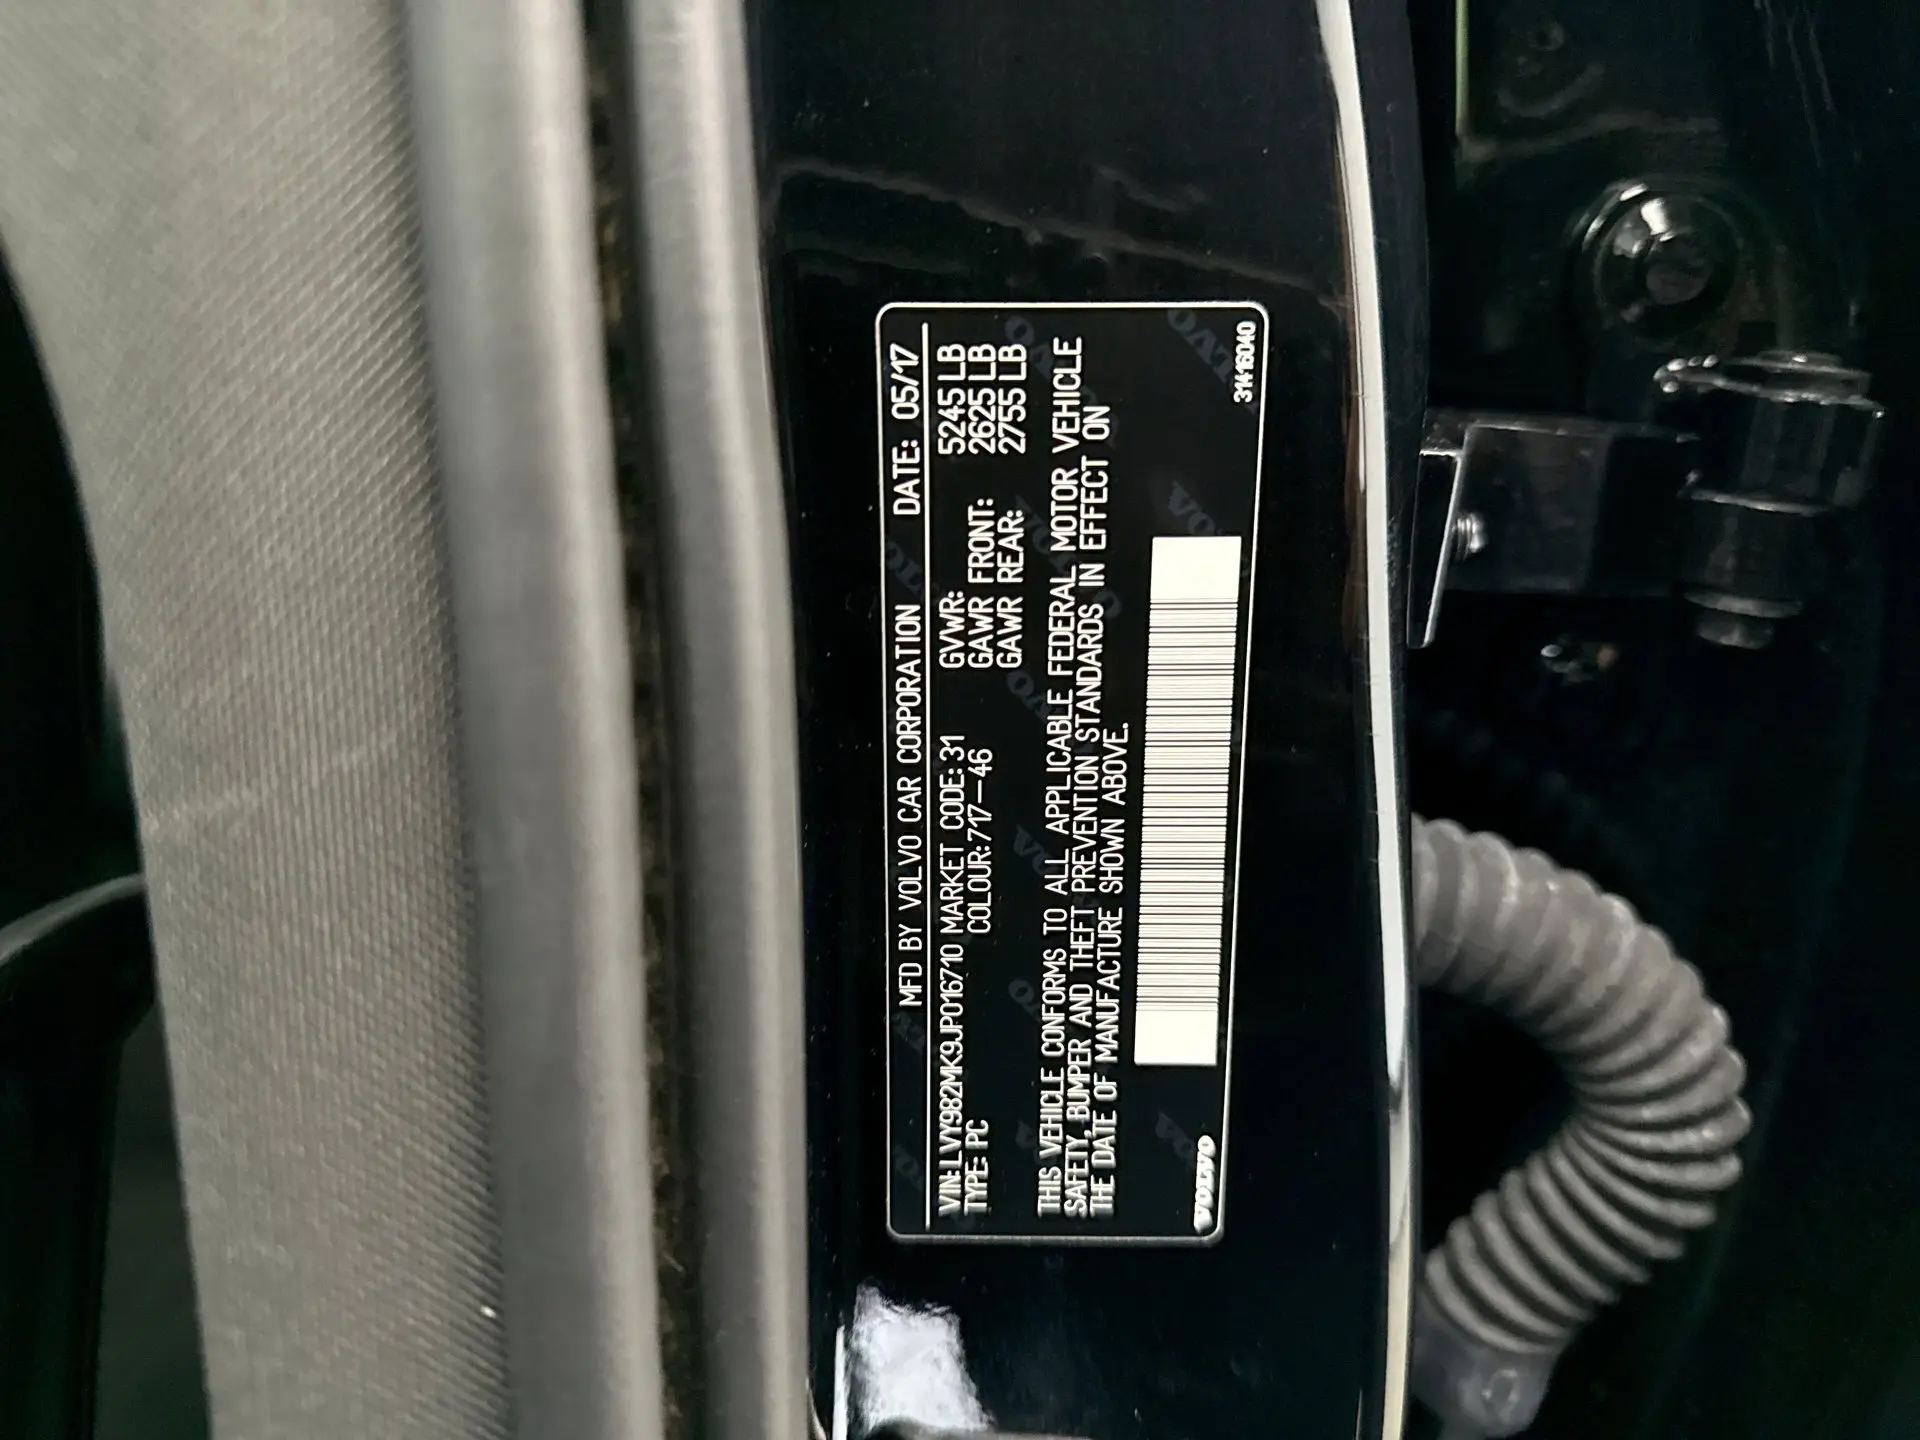 MFD BY VOLVO CAR CORPORATION DATE: 05/17
VIN: LVY982MK9JP016710 MARKET CODE: 31 GVWR: 5245 LB
TYPE: PC COLOUR: 717-46 GAWR FRONT: 2625 LB
GAWR REAR: 2755 LB
THIS VEHICLE CONFORMS TO ALL APPLICABLE FEDERAL MOTOR VEHICLE
SAFETY, BUMPER AND THEFT PREVENTION STANDARDS IN EFFECT ON
THE DATE OF MANUFACTURE SHOWN ABOVE.
VOLVO
31416040